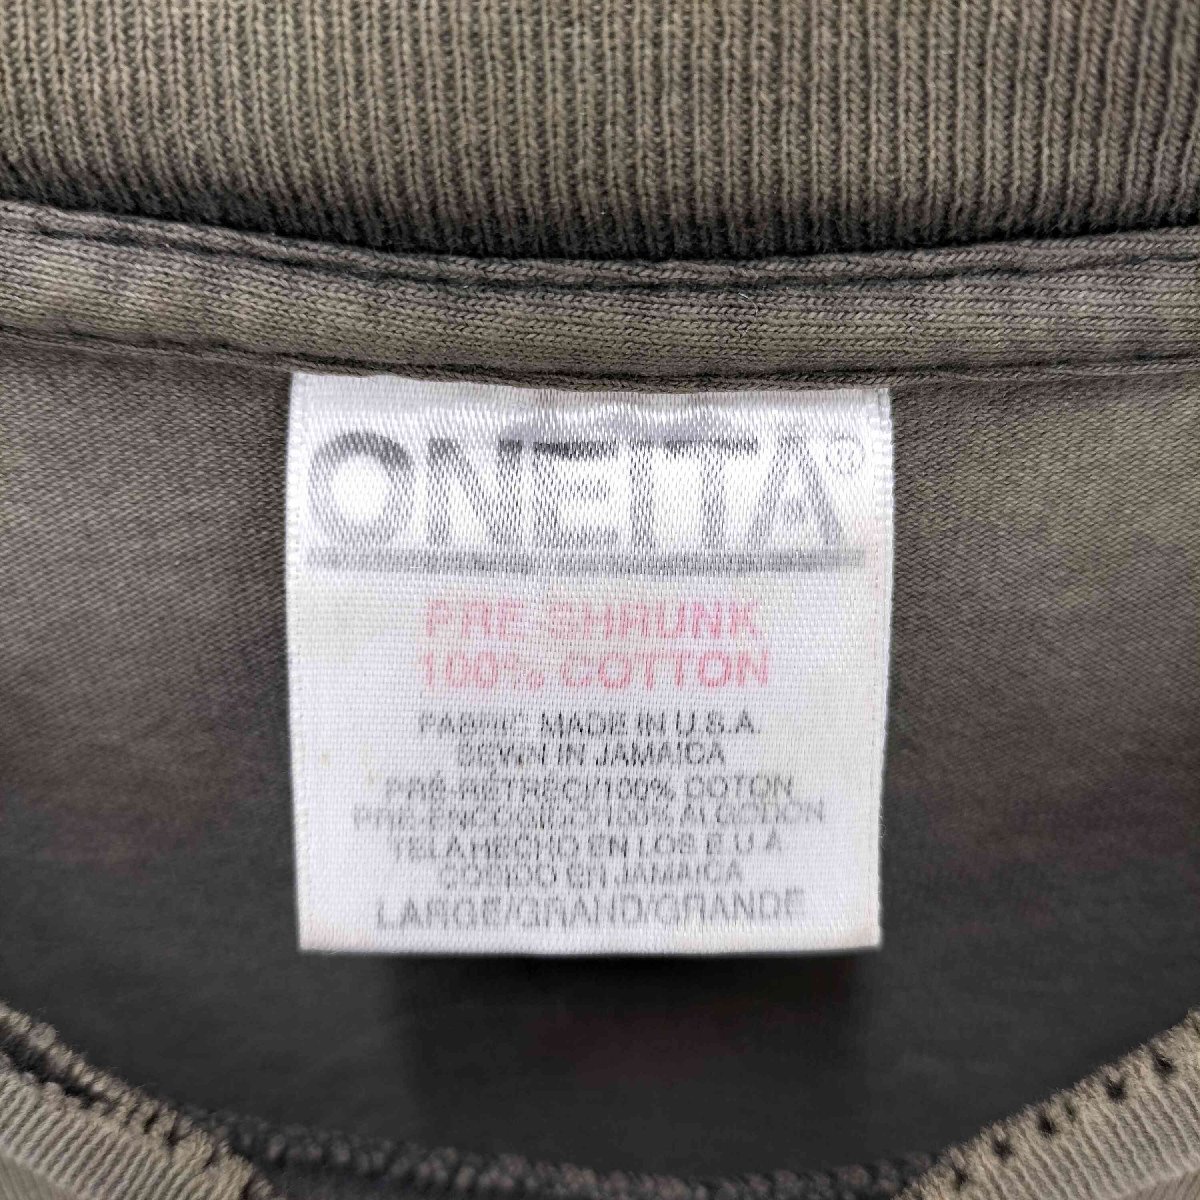 ONEITA®
PRE SHRUNK
100% COTTON
FABRIC MADE IN U.S.A
SEWN IN JAMAICA
PRÉ-RÉTRÉCI/100% COTON
PRE-ENCOGIDO/100% ALGODON
TELA HECHO EN LOS E.U.A
COSIDO EN JAMAICA
LARGE/GRAND/GRANDE